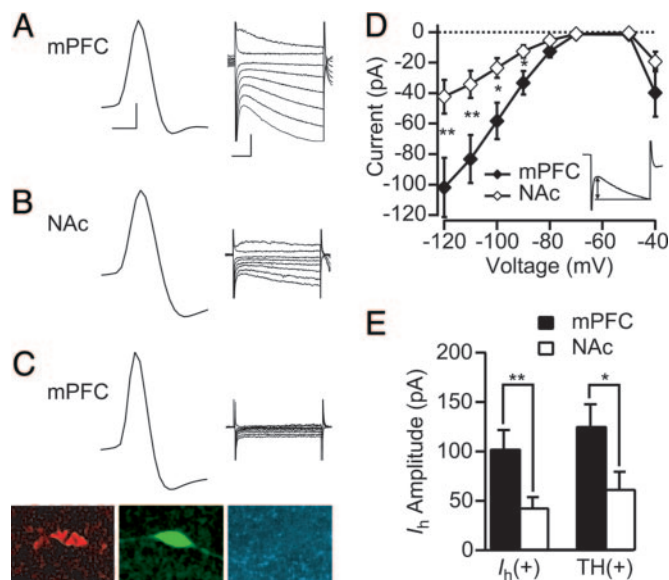 A
mPFC
B
NAc
C
mPFC
D
0
-20
-40
-60
-80
-100
-120
Current (pA)
*
*
**
**
mPFC
NAc
-120
-100
-80
-60
-40
Voltage (mV)
E
mPFC
NAc
200
150
100
50
0
Ih Amplitude (pA)
**
*
Ih(+)
TH(+)